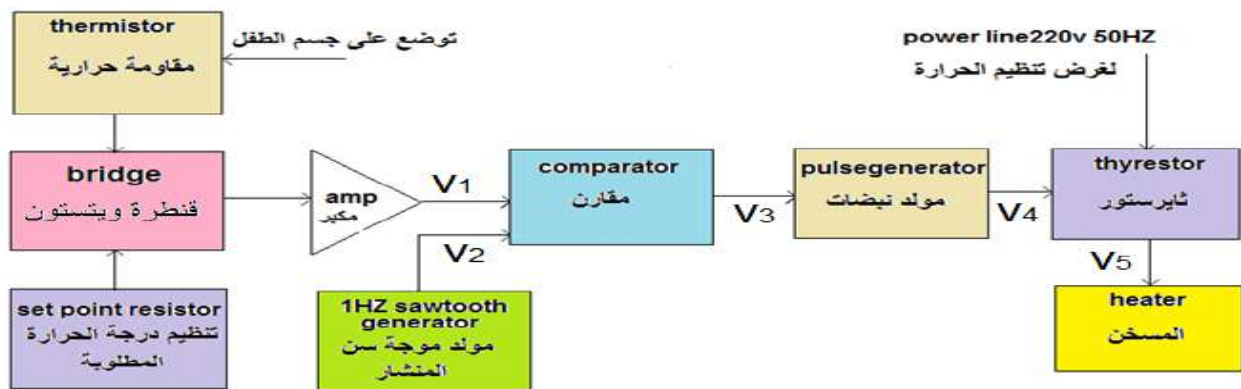 thermistor
مقاومة حرارية
توضع على جسم الطفل
power line220v 50HZ
لغرض تنظيم الحرارة
bridge
قنطرة ويتستون
amp
مكبر
V1
V2
comparator
مقارن
V3
pulsegenerator
مولد نبضات
V4
thyrestor
ثايرستور
V5
set point resistor
تنظيم درجة الحرارة
المطلوبة
1HZ sawtooth
generator
مولد موجة سن
المنشار
heater
المسخن